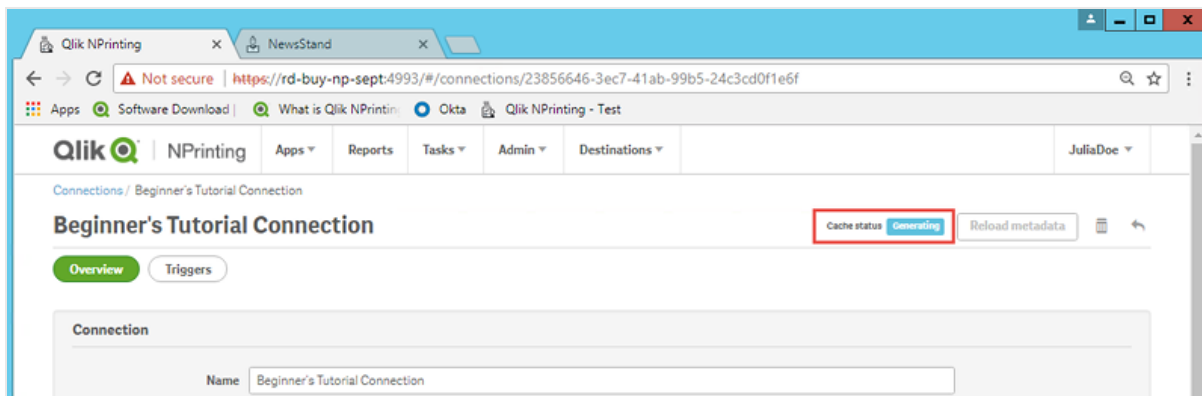 Qlik NPrinting NewsStand
Not secure | https://rd-buy-np-sept:4993/#/connections/23856646-3ec7-41ab-99b5-24c3cd0f1e6f
Apps Software Download | What is Qlik NPrintin Okta Qlik NPrinting - Test
Qlik NPrinting Apps Reports Tasks Admin Destinations JuliaDoe
Connections / Beginner's Tutorial Connection
Beginner's Tutorial Connection Cache status Generating Reload metadata
Overview Triggers
Connection
Name Beginner's Tutorial Connection